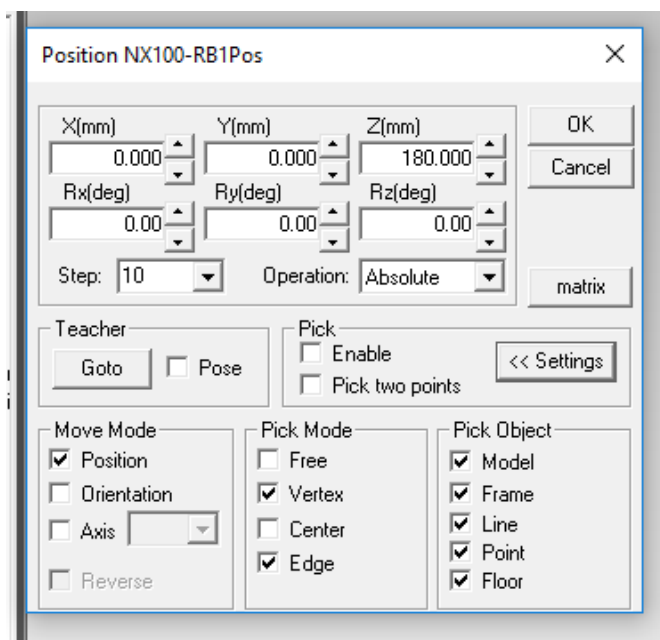 Position NX100-RB1Pos
X(mm) Y(mm) Z(mm) OK
0.000 0.000 180.000 Cancel
Rx(deg) Ry(deg) Rz(deg)
0.00 0.00 0.00
Step: 10 Operation: Absolute matrix
Teacher Pick
Goto Pose Enable << Settings
Pick two points
Move Mode Pick Mode Pick Object
Position Free Model
Orientation Vertex Frame
Axis Center Line
Edge Point
Reverse Floor